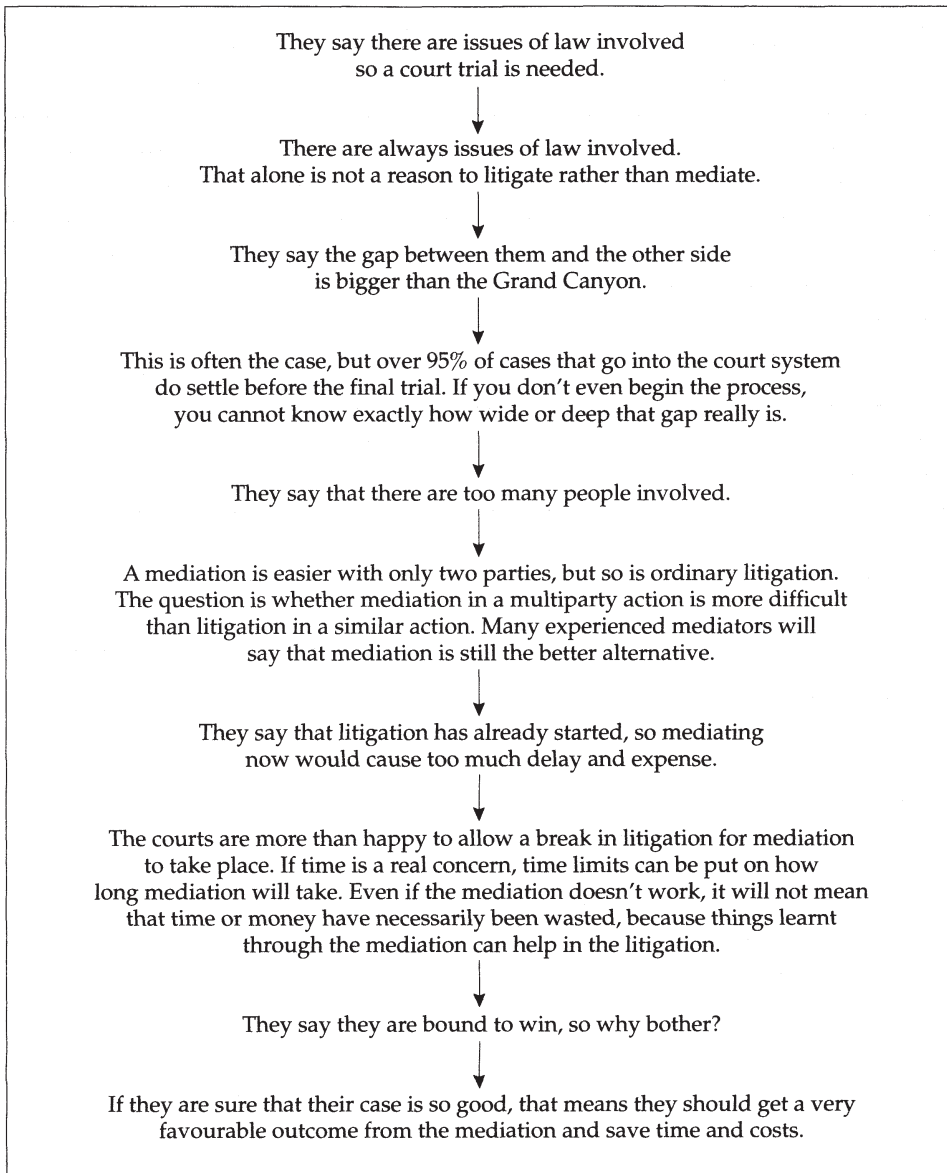 They say there are issues of law involved
so a court trial is needed.
There are always issues of law involved.
That alone is not a reason to litigate rather than mediate.
They say the gap between them and the other side
is bigger than the Grand Canyon.
This is often the case, but over 95% of cases that go into the court system
do settle before the final trial. If you don't even begin the process,
you cannot know exactly how wide or deep that gap really is.
They say that there are too many people involved.
A mediation is easier with only two parties, but so is ordinary litigation.
The question is whether mediation in a multiparty action is more difficult
than litigation in a similar action. Many experienced mediators will
say that mediation is still the better alternative.
They say that litigation has already started, so mediating
now would cause too much delay and expense.
The courts are more than happy to allow a break in litigation for mediation
to take place. If time is a real concern, time limits can be put on how
long mediation will take. Even if the mediation doesn't work, it will not mean
that time or money have necessarily been wasted, because things learnt
through the mediation can help in the litigation.
They say they are bound to win, so why bother?
If they are sure that their case is so good, that means they should get a very
favourable outcome from the mediation and save time and costs.